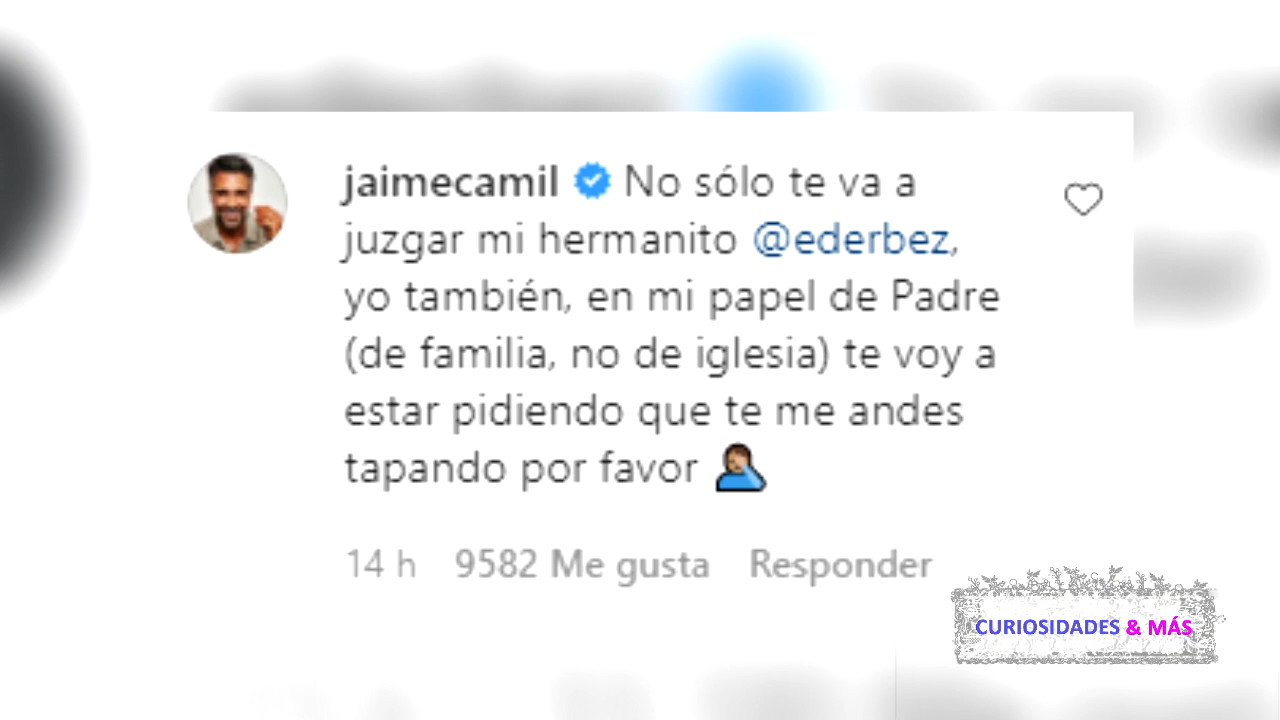 jaimecamil No sólo te va a
juzgar mi hermanito @ederbez,
yo también, en mi papel de Padre
(de familia, no de iglesia) te voy a
estar pidiendo que te me andes
tapando por favor 🤦🏽‍♂️
14 h 9582 Me gusta Responder
CURIOSIDADES & MÁS